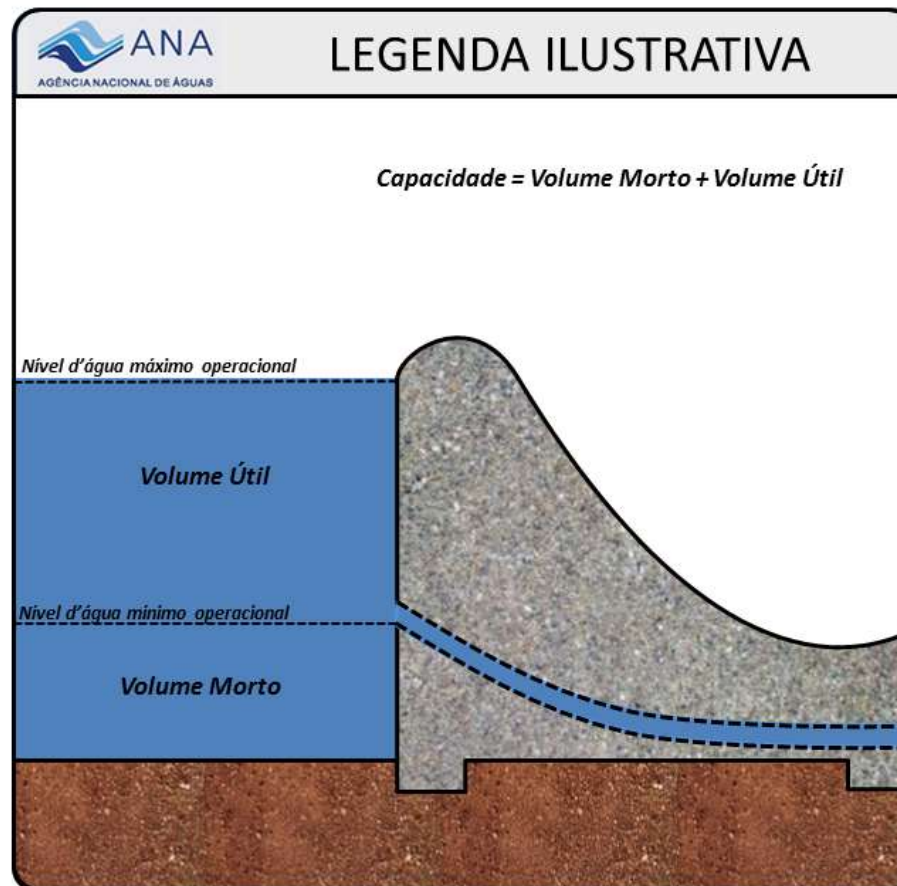 ANA
AGÊNCIA NACIONAL DE ÁGUAS
LEGENDA ILUSTRATIVA
Capacidade = Volume Morto + Volume Útil
Nível d'água máximo operacional
Volume Útil
Nível d'água mínimo operacional
Volume Morto